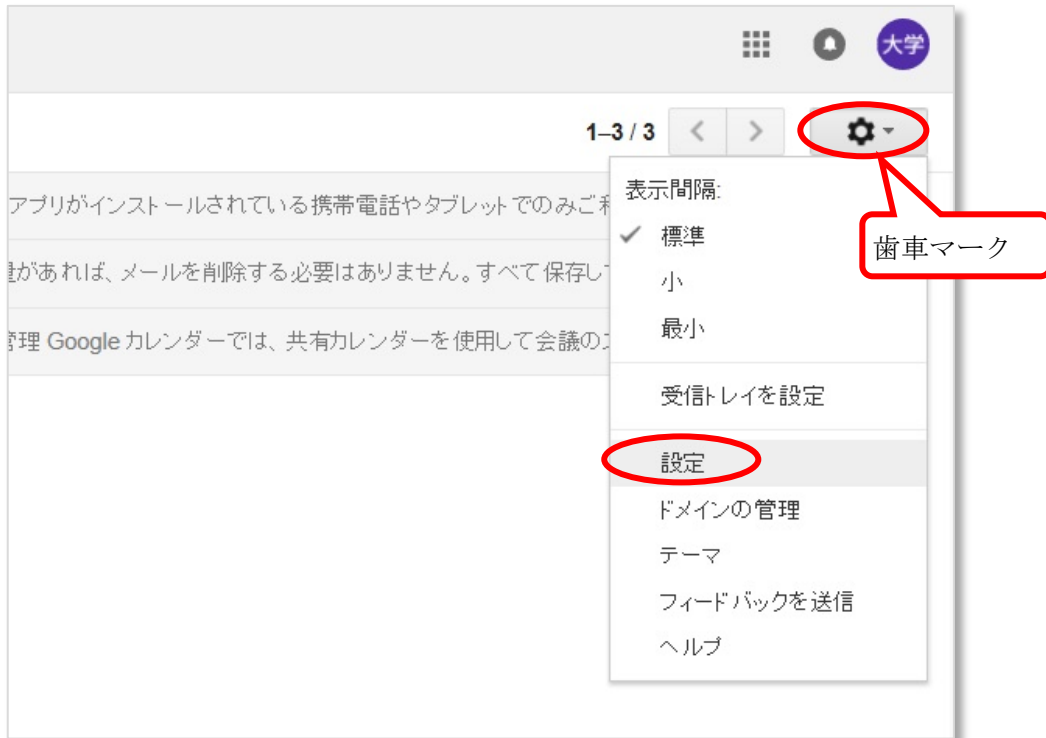 大学
1–3 / 3
アプリがインストールされている携帯電話やタブレットでのみご
があれば、メールを削除する必要はありません。すべて保存し
管理 Google カレンダーでは、共有カレンダーを使用して会議の
表示間隔:
標準
小
最小
受信トレイを設定
設定
ドメインの管理
テーマ
フィードバックを送信
ヘルプ
歯車マーク